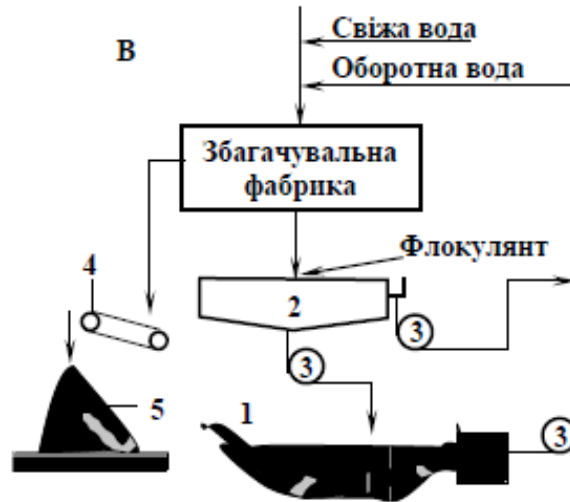 В
Свіжа вода
Оборотна вода
Збагачувальна
фабрика
Флокулянт
4
2
3
3
5
1
3